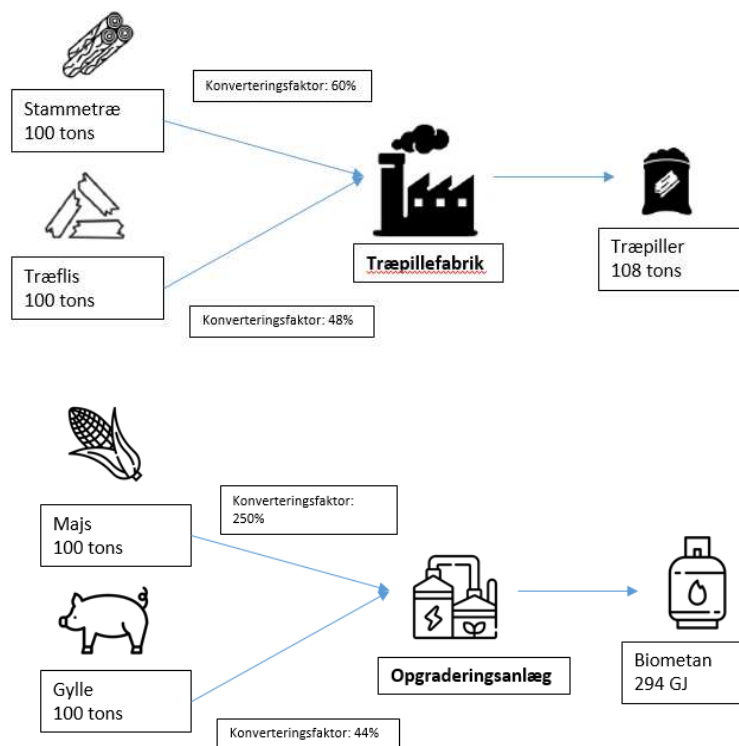 Konverteringsfaktor: 60%
Stammetræ
100 tons
Træflis
100 tons
Træpillefabrik
Træpiller
108 tons
Konverteringsfaktor: 48%
Konverteringsfaktor:
250%
Majs
100 tons
Gylle
100 tons
Opgraderingsanlæg
Biometan
294 GJ
Konverteringsfaktor: 44%